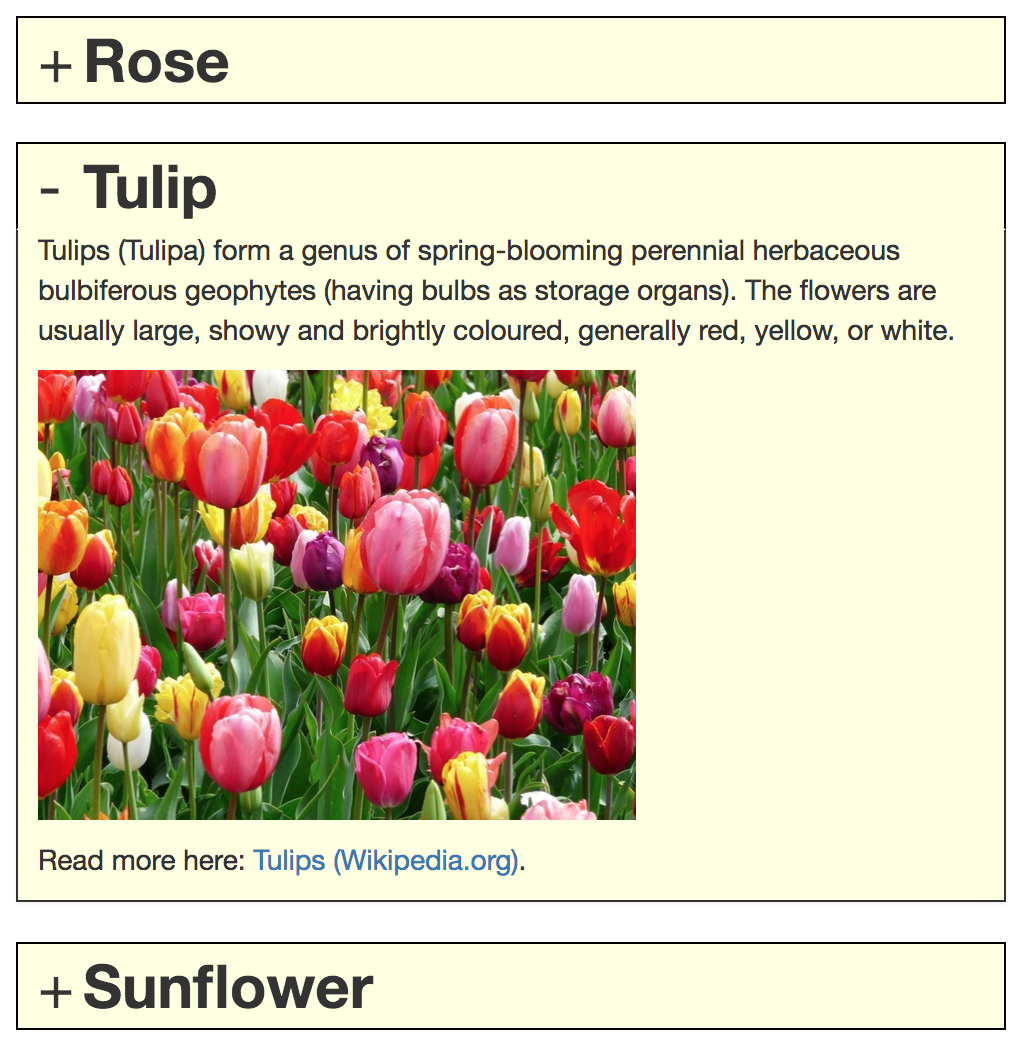 + Rose
- Tulip
Tulips (Tulipa) form a genus of spring-blooming perennial herbaceous
bulbiferous geophytes (having bulbs as storage organs). The flowers are
usually large, showy and brightly coloured, generally red, yellow, or white.
Read more here: Tulips (Wikipedia.org).
+ Sunflower